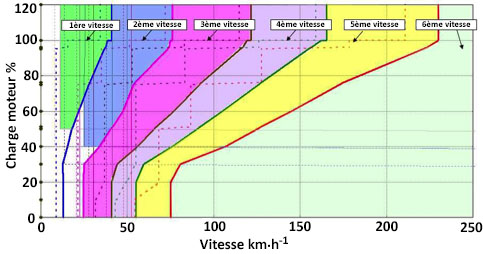 120
1ère vitesse
2ème vitesse
3ème vitesse
4ème vitesse
5ème vitesse
6ème vitesse
100
80
60
40
20
0
Charge moteur %
0
50
100
150
200
250
Vitesse km·h-1